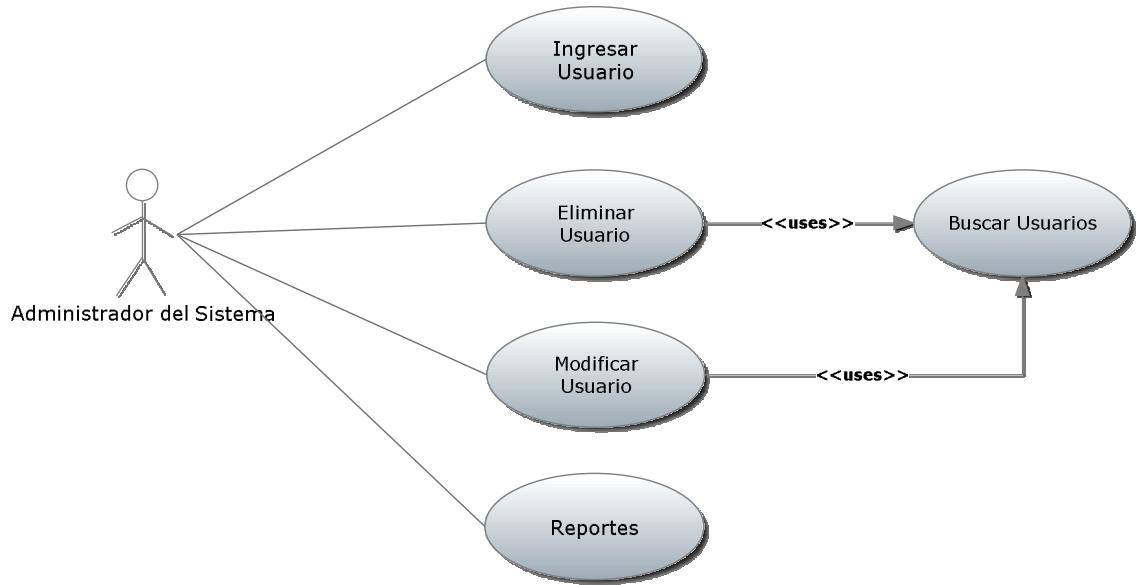 Ingresar
Usuario
Eliminar
Usuario
<<uses>>
Buscar Usuarios
Administrador del Sistema
Modificar
Usuario
<<uses>>
Reportes